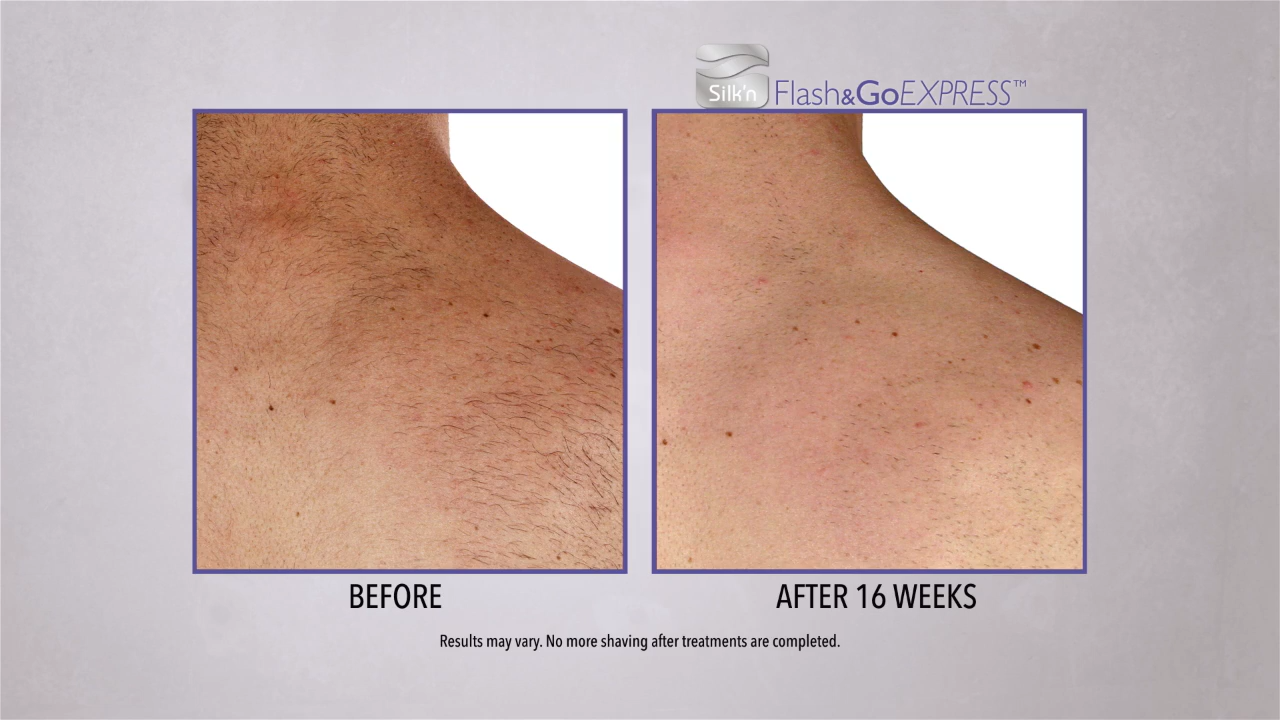 Silk'n Flash&GoEXPRESS™
BEFORE
AFTER 16 WEEKS
Results may vary. No more shaving after treatments are completed.